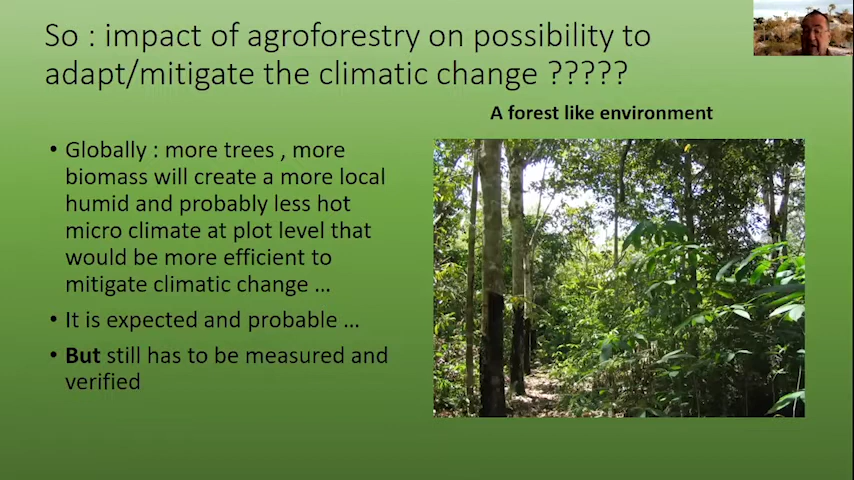 So : impact of agroforestry on possibility to
adapt/mitigate the climatic change ?????
A forest like environment
• Globally : more trees , more
biomass will create a more local
humid and probably less hot
micro climate at plot level that
would be more efficient to
mitigate climatic change ...
• It is expected and probable ...
• But still has to be measured and
verified